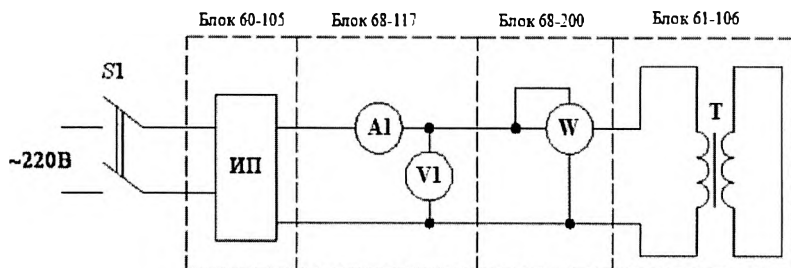 Блок 60-105 Блок 68-117 Блок 68-200 Блок 61-106
S1
A1 W T
~220В ИП V1